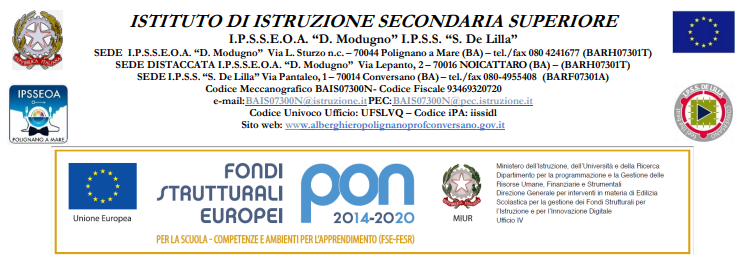 ISTITUTO DI ISTRUZIONE SECONDARIA SUPERIORE
I.P.S.S.E.O.A. “D. Modugno” I.P.S.S. “S. De Lilla”
SEDE I.P.S.S.E.O.A. “D. Modugno” Via L. Sturzo n.c. – 70044 Polignano a Mare (BA) – tel./fax 080 4241677 (BARH07301T)
SEDE DISTACCATA I.P.S.S.E.O.A. “D. Modugno” Via Lepanto, 2 – 70016 NOICATTARO (BA) – (BARH07301T)
SEDE I.P.S.S. “S. De Lilla” Via Pantaleo, 1 – 70014 Conversano (BA) – tel./fax 080-4955408 (BARF07301A)
Codice Meccanografico BAIS07300N- Codice Fiscale 93469320720
e-mail:BAIS07300N@istruzione.it PEC:BAIS07300N@pec.istruzione.it
Codice Univoco Ufficio: UFSLVQ – Codice iPA: iissidl
Sito web: www.alberghieropolignanoprofconversano.gov.it
IPSSEOA
POLIGNANO A MARE
I.P.S.S. DE LILLA
FONDI
STRUTTURALI
EUROPEI
pon
2014-2020
Unione Europea
MIUR
Ministero dell'Istruzione, dell'Università e della Ricerca
Dipartimento per la programmazione e la Gestione delle
Risorse Umane, Finanziarie e Strumentali
Direzione Generale per interventi in materia di Edilizia
Scolastica per la gestione dei Fondi Strutturali per
l'Istruzione e per l'Innovazione Digitale
Ufficio IV
PER LA SCUOLA - COMPETENZE E AMBIENTI PER L'APPRENDIMENTO (FSE-FESR)